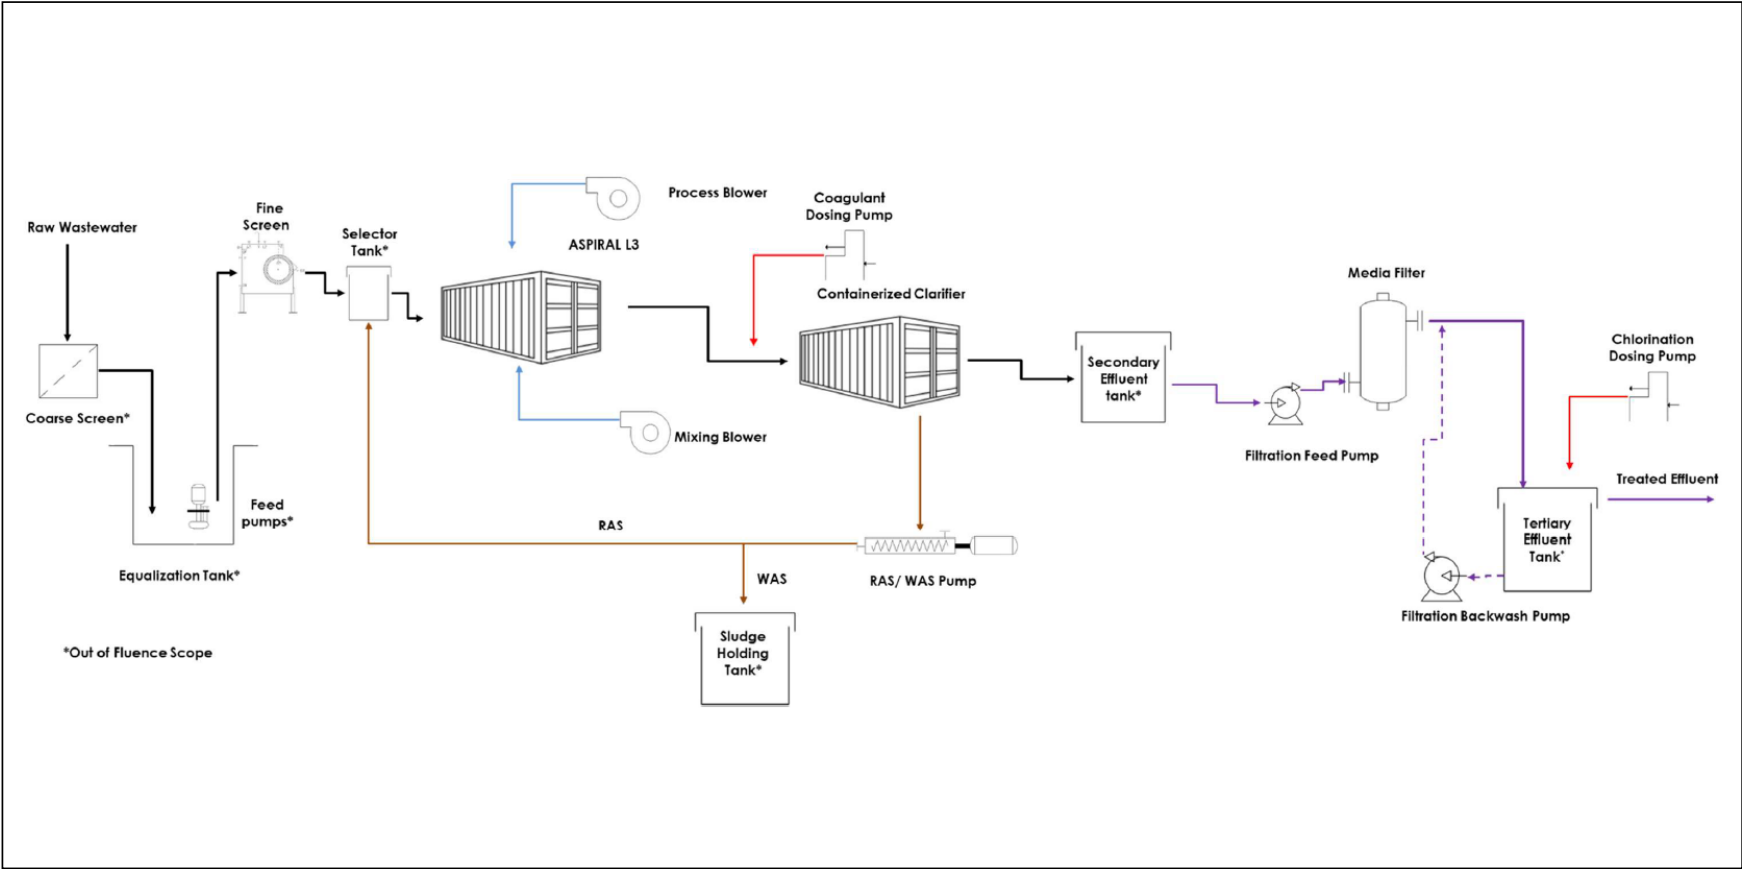 Raw Wastewater
Coarse Screen*
Feed
pumps*
Equalization Tank*
*Out of Fluence Scope
Fine
Screen
Selector
Tank*
Process Blower
ASPIRAL L3
Mixing Blower
Coagulant
Dosing Pump
Containerized Clarifier
RAS
WAS
RAS/ WAS Pump
Sludge
Holding
Tank*
Secondary
Effluent
tank*
Filtration Feed Pump
Media Filter
Chlorination
Dosing Pump
Treated Effluent
Tertiary
Effluent
Tank*
Filtration Backwash Pump